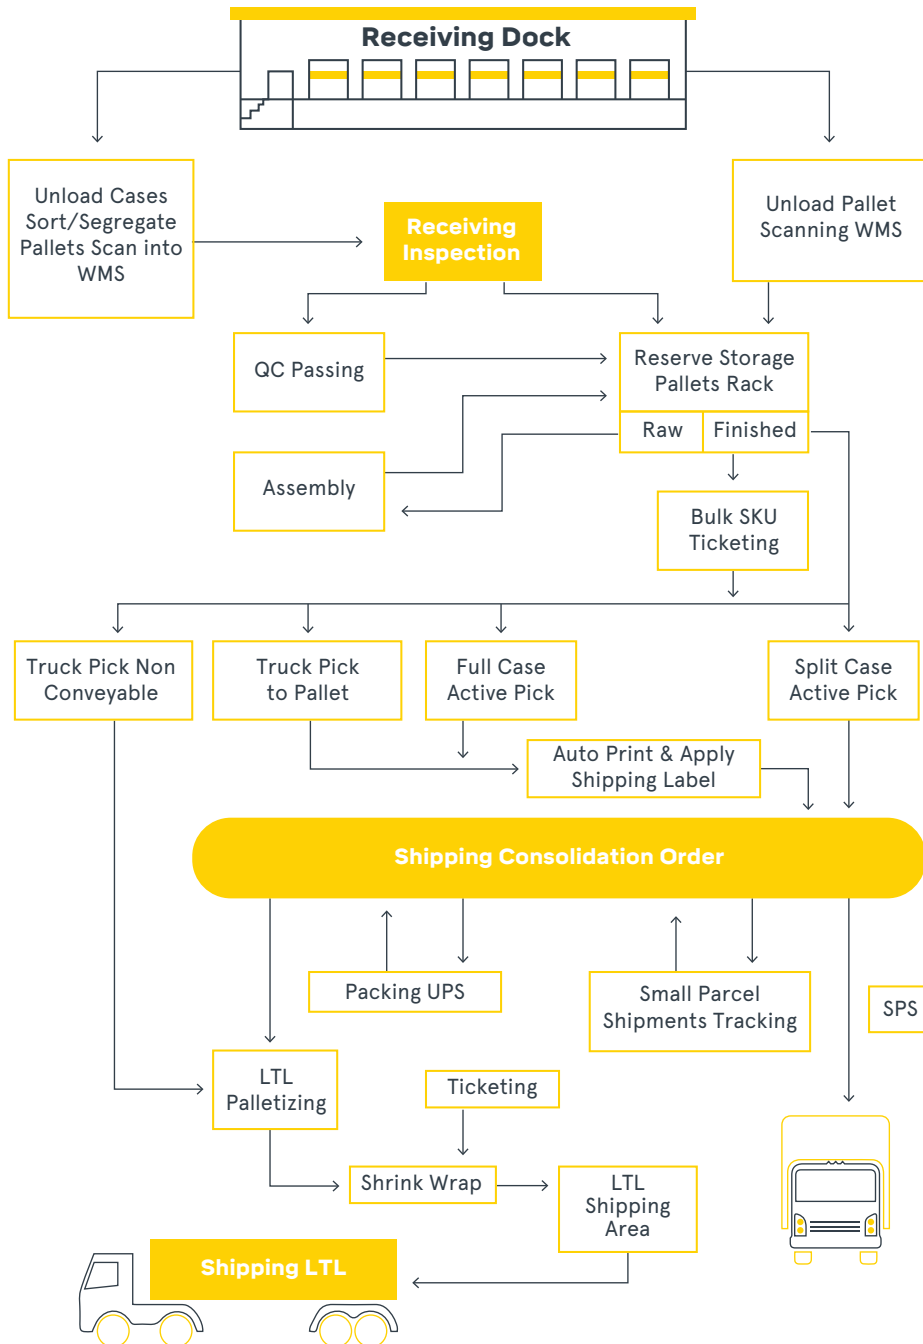 Receiving Dock
Unload Cases
Sort/Segregate
Pallets Scan into
WMS
Receiving
Inspection
Unload Pallet
Scanning WMS
QC Passing
Reserve Storage
Pallets Rack
Raw
Finished
Assembly
Bulk SKU
Ticketing
Truck Pick Non
Conveyable
Truck Pick
to Pallet
Full Case
Active Pick
Split Case
Active Pick
Auto Print & Apply
Shipping Label
Shipping Consolidation Order
Packing UPS
Small Parcel
Shipments Tracking
SPS
LTL
Palletizing
Ticketing
Shrink Wrap
LTL
Shipping
Area
Shipping LTL